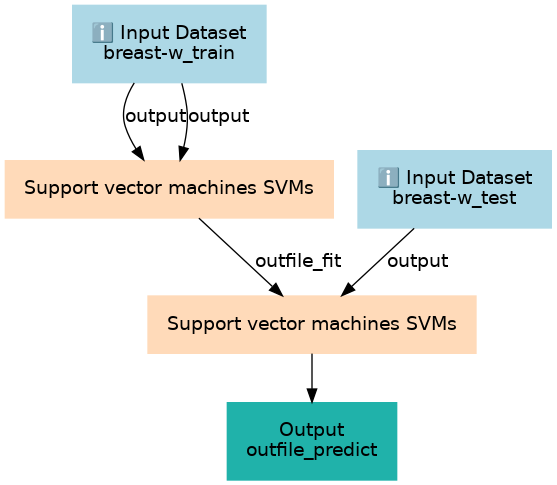 ℹ️ Input Dataset
breast-w_train
output
output
Support vector machines SVMs
ℹ️ Input Dataset
breast-w_test
outfile_fit
output
Support vector machines SVMs
Output
outfile_predict